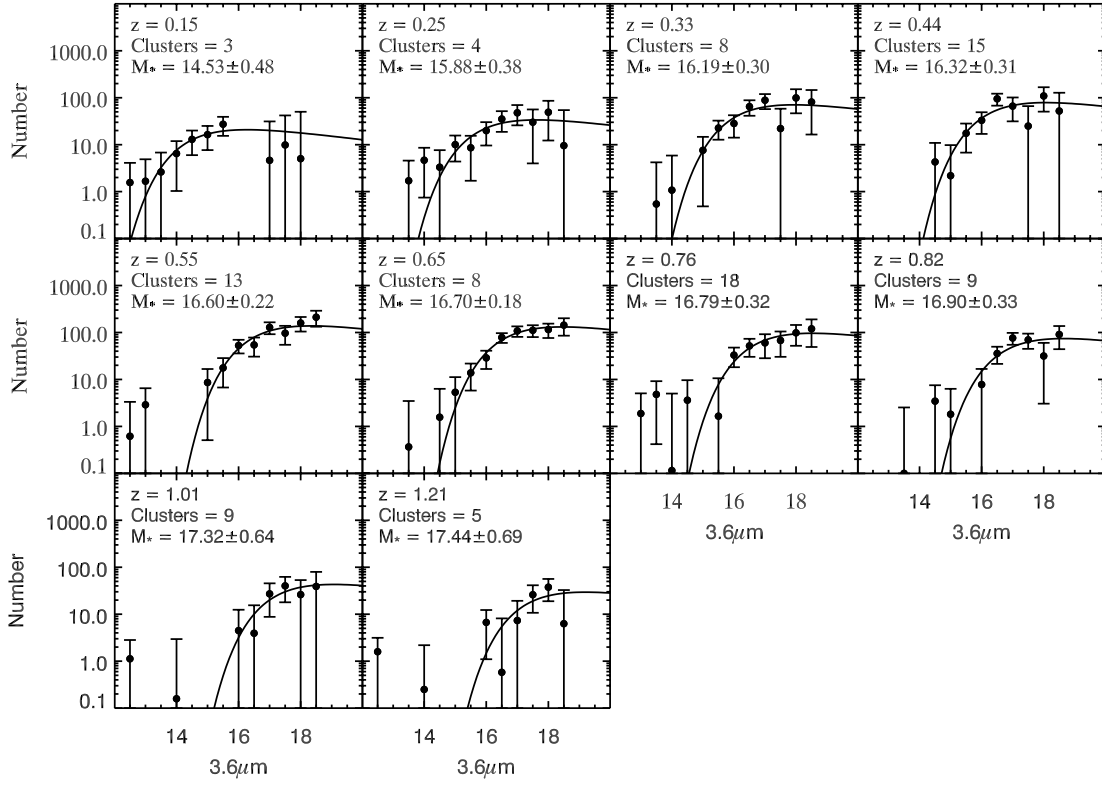 z = 0.15
Clusters = 3
M* = 14.53±0.48
z = 0.25
Clusters = 4
M* = 15.88±0.38
z = 0.33
Clusters = 8
M* = 16.19±0.30
z = 0.44
Clusters = 15
M* = 16.32±0.31
1000.0
100.0
10.0
1.0
0.1
Number
z = 0.55
Clusters = 13
M* = 16.60±0.22
z = 0.65
Clusters = 8
M* = 16.70±0.18
z = 0.76
Clusters = 18
M* = 16.79±0.32
z = 0.82
Clusters = 9
M* = 16.90±0.33
1000.0
100.0
10.0
1.0
0.1
Number
14 16 18
3.6μm
14 16 18
3.6μm
z = 1.01
Clusters = 9
M* = 17.32±0.64
z = 1.21
Clusters = 5
M* = 17.44±0.69
1000.0
100.0
10.0
1.0
0.1
Number
14 16 18
3.6μm
14 16 18
3.6μm